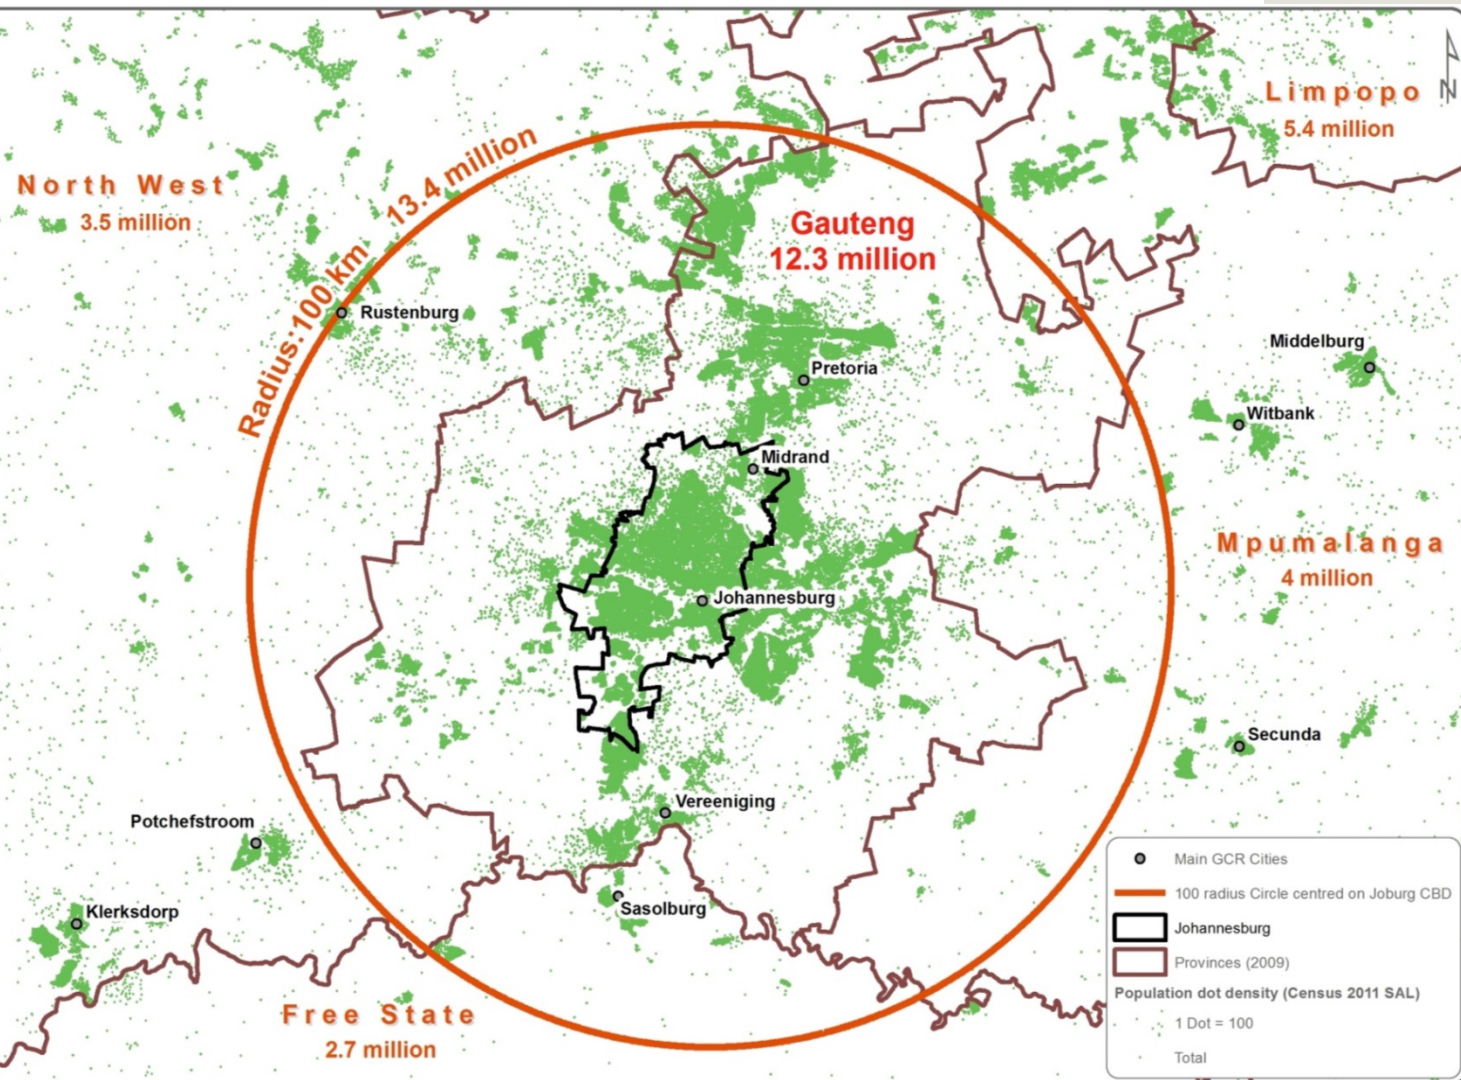 N
Limpopo
5.4 million
North West
3.5 million
13.4 million
Radius:100 km
Gauteng
12.3 million
Rustenburg
Middelburg
Pretoria
Witbank
Midrand
Mpumalanga
4 million
Johannesburg
Secunda
Vereeniging
Potchefstroom
Klerksdorp
Sasolburg
Free State
2.7 million
Main GCR Cities
100 radius Circle centred on Joburg CBD
Johannesburg
Provinces (2009)
Population dot density (Census 2011 SAL)
1 Dot = 100
Total